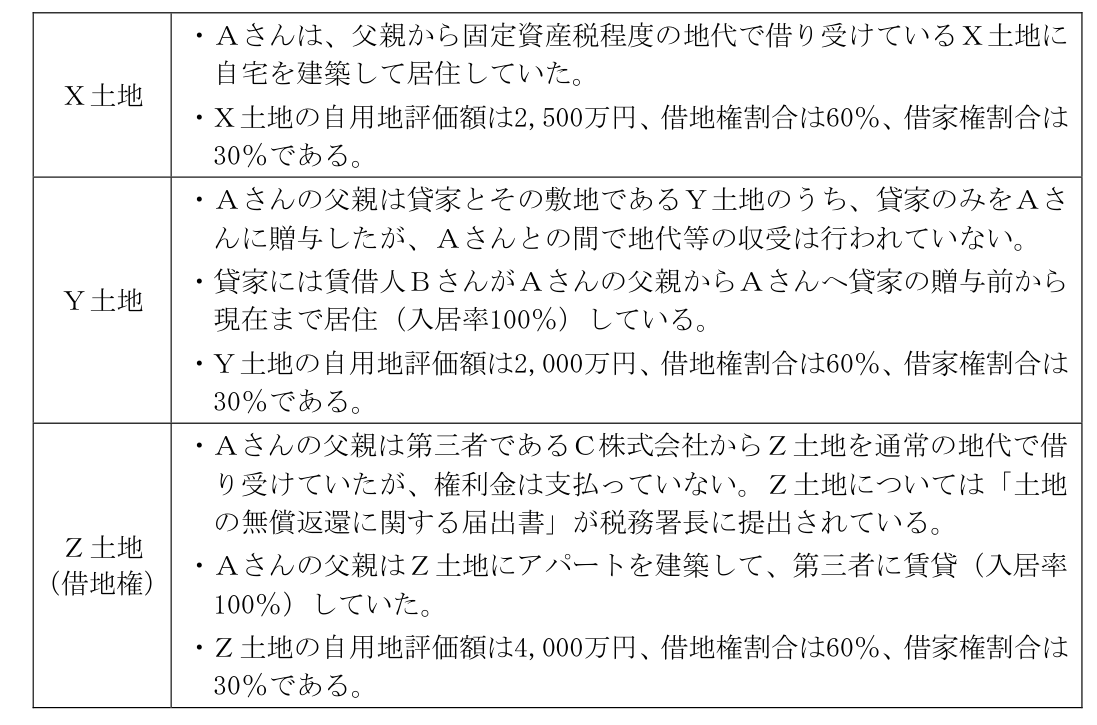 X土地
・Aさんは、父親から固定資産税程度の地代で借り受けているX土地に
自宅を建築して居住していた。
・X土地の自用地評価額は2,500万円、借地権割合は60%、借家権割合は
30%である。
Y土地
・Aさんの父親は貸家とその敷地であるY土地のうち、貸家のみをAさ
んに贈与したが、Aさんとの間で地代等の収受は行われていない。
・貸家には賃借人BさんがAさんの父親からAさんへ貸家の贈与前から
現在まで居住（入居率100%）している。
・Y土地の自用地評価額は2,000万円、借地権割合は60%、借家権割合は
30%である。
Z土地
（借地権）
・Aさんの父親は第三者であるC株式会社からZ土地を通常の地代で借
り受けていたが、権利金は支払っていない。Z土地については「土地
の無償返還に関する届出書」が税務署長に提出されている。
・Aさんの父親はZ土地にアパートを建築して、第三者に賃貸（入居率
100%）していた。
・Z土地の自用地評価額は4,000万円、借地権割合は60%、借家権割合は
30%である。